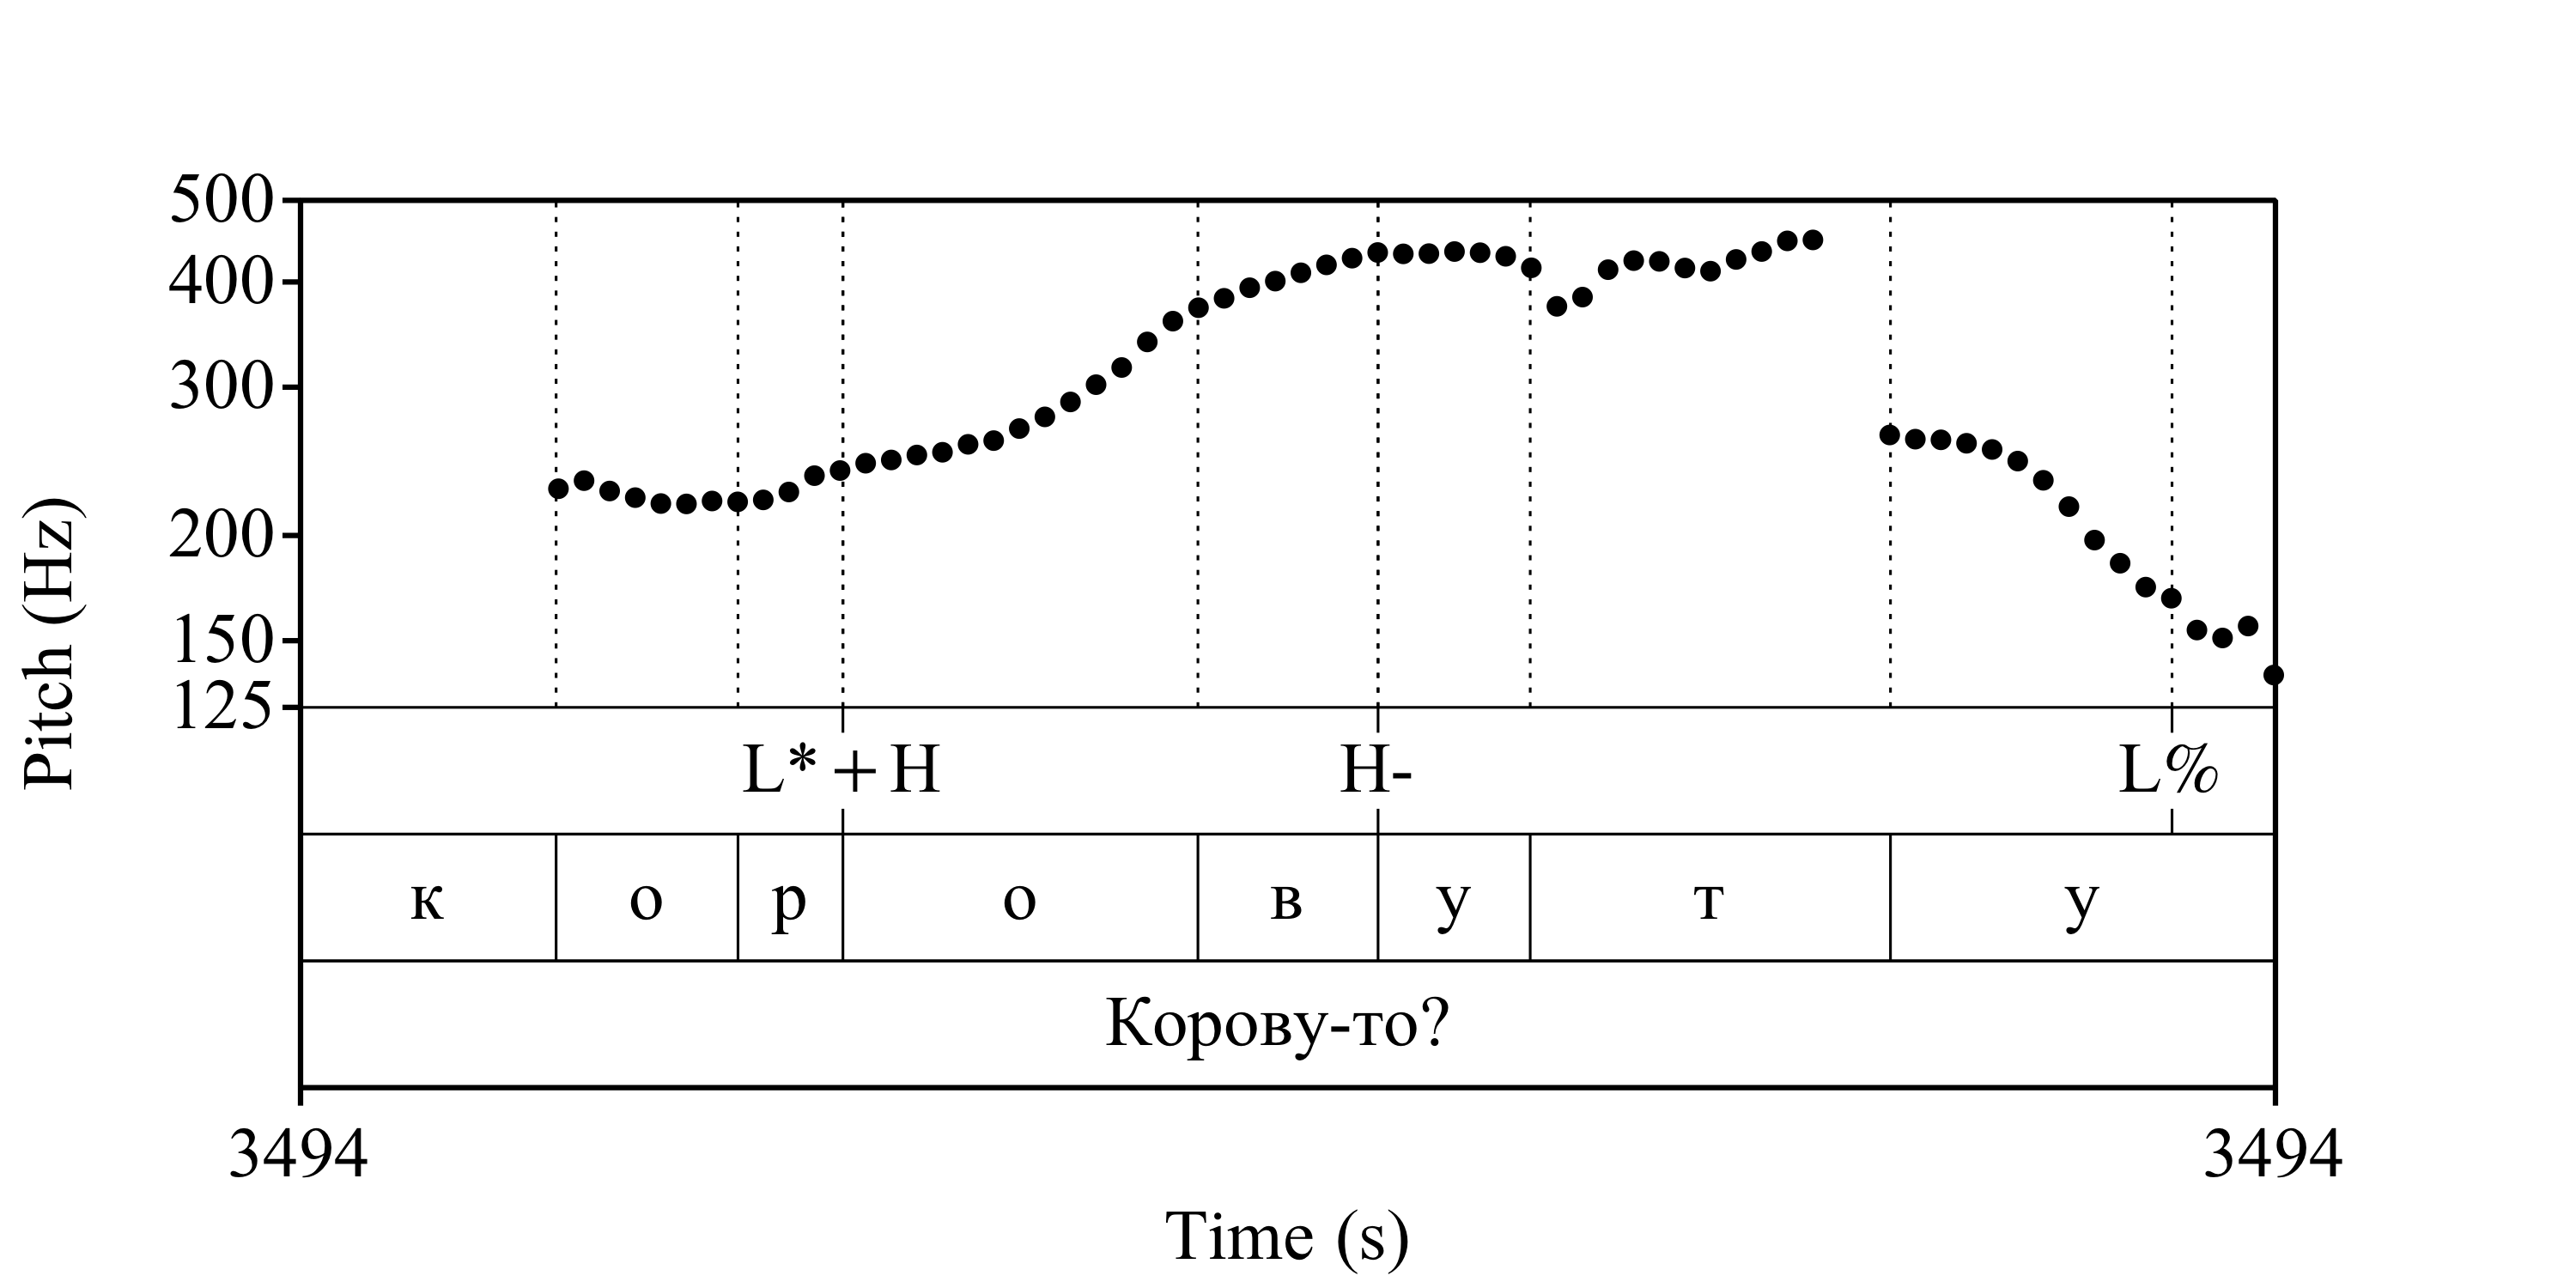 500
400
300
200
150
125
Pitch (Hz)
L*+H H- L%
к о р о в у т у
Корову-то?
3494 3494
Time (s)